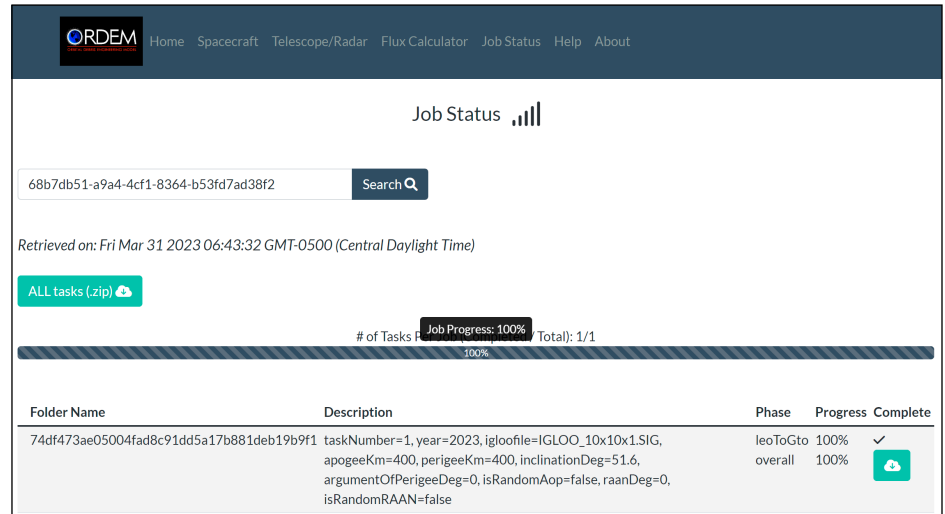 ORDEM
Home Spacecraft Telescope/Radar Flux Calculator Job Status Help About
Job Status
68b7db51-a9a4-4cf1-8364-b53fd7ad38f2 Search
Retrieved on: Fri Mar 31 2023 06:43:32 GMT-0500 (Central Daylight Time)
ALL tasks (.zip)
Job Progress: 100%
# of Tasks Per Job (Completed / Total): 1/1
100%
Folder Name Description Phase Progress Complete
74df473ae05004fad8c91dd5a17b881deb19b9f1 taskNumber=1, year=2023, igloofile=IGLOO_10x10x1.SIG, leoToGto 100%
apogeeKm=400, perigeeKm=400, inclinationDeg=51.6, overall 100%
argumentOfPerigeeDeg=0, isRandomAop=false, raanDeg=0,
isRandomRAAN=false